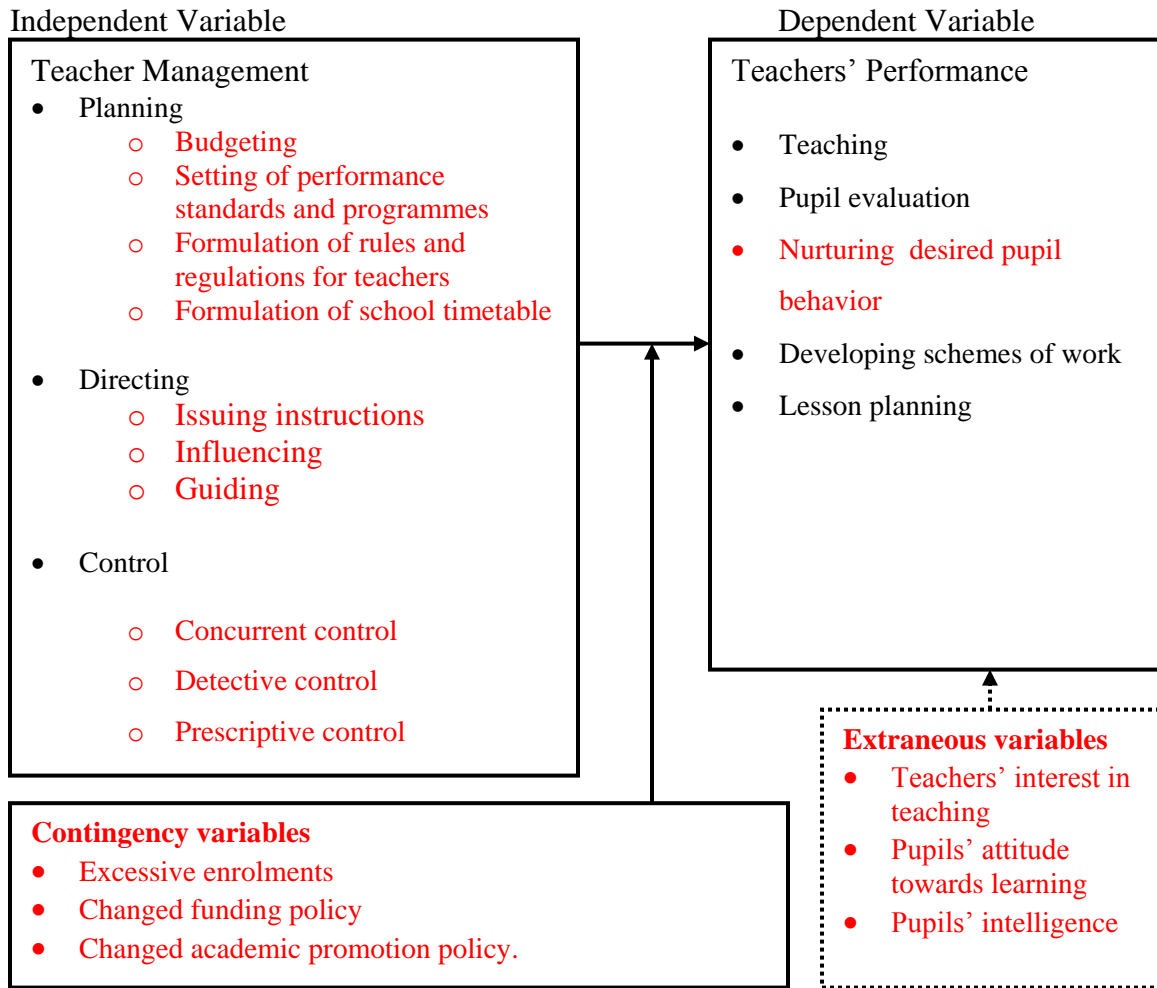 Independent Variable
Dependent Variable
Teacher Management
• Planning
o Budgeting
o Setting of performance
standards and programmes
o Formulation of rules and
regulations for teachers
o Formulation of school timetable
• Directing
o Issuing instructions
o Influencing
o Guiding
• Control
o Concurrent control
o Detective control
o Prescriptive control
Teachers’ Performance
• Teaching
• Pupil evaluation
• Nurturing desired pupil
behavior
• Developing schemes of work
• Lesson planning
Contingency variables
• Excessive enrolments
• Changed funding policy
• Changed academic promotion policy.
Extraneous variables
• Teachers’ interest in
teaching
• Pupils’ attitude
towards learning
• Pupils’ intelligence